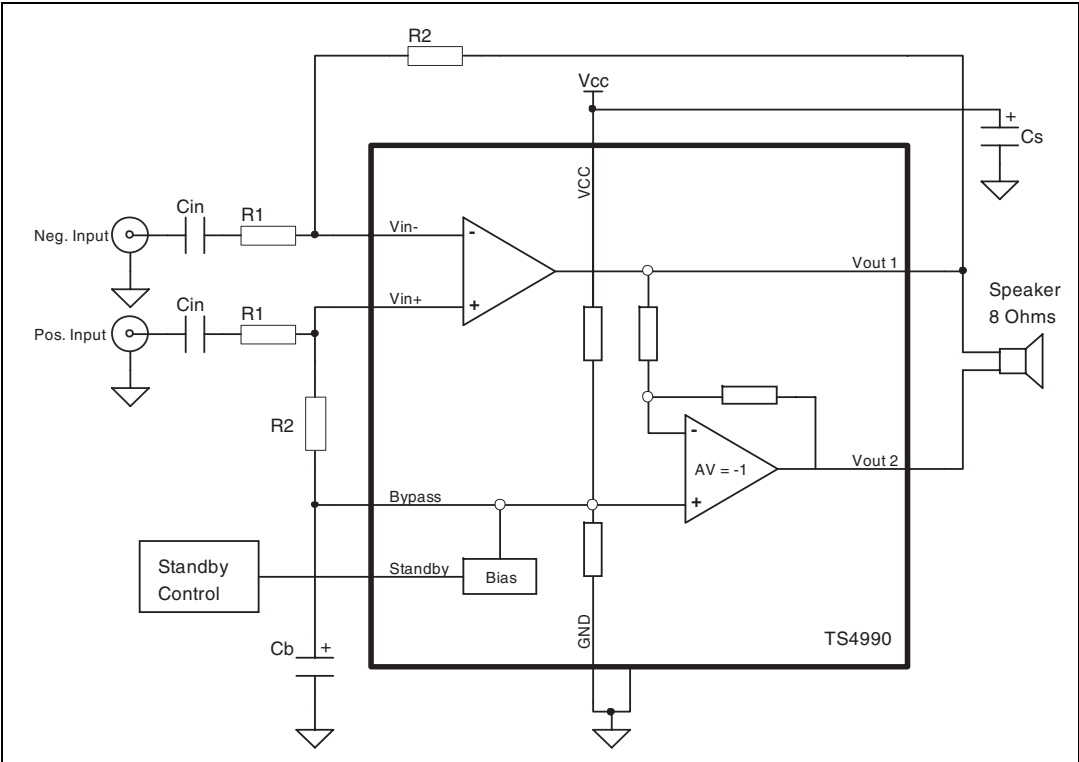 R2
Vcc
+
Cs
VCC
Cin
R1
Vin-
-
Neg. Input
Vout 1
Cin
R1
Vin+
+
Pos. Input
Speaker
8 Ohms
R2
-
AV = -1
Vout 2
Bypass
+
Standby
Control
Standby
Bias
GND
TS4990
Cb
+